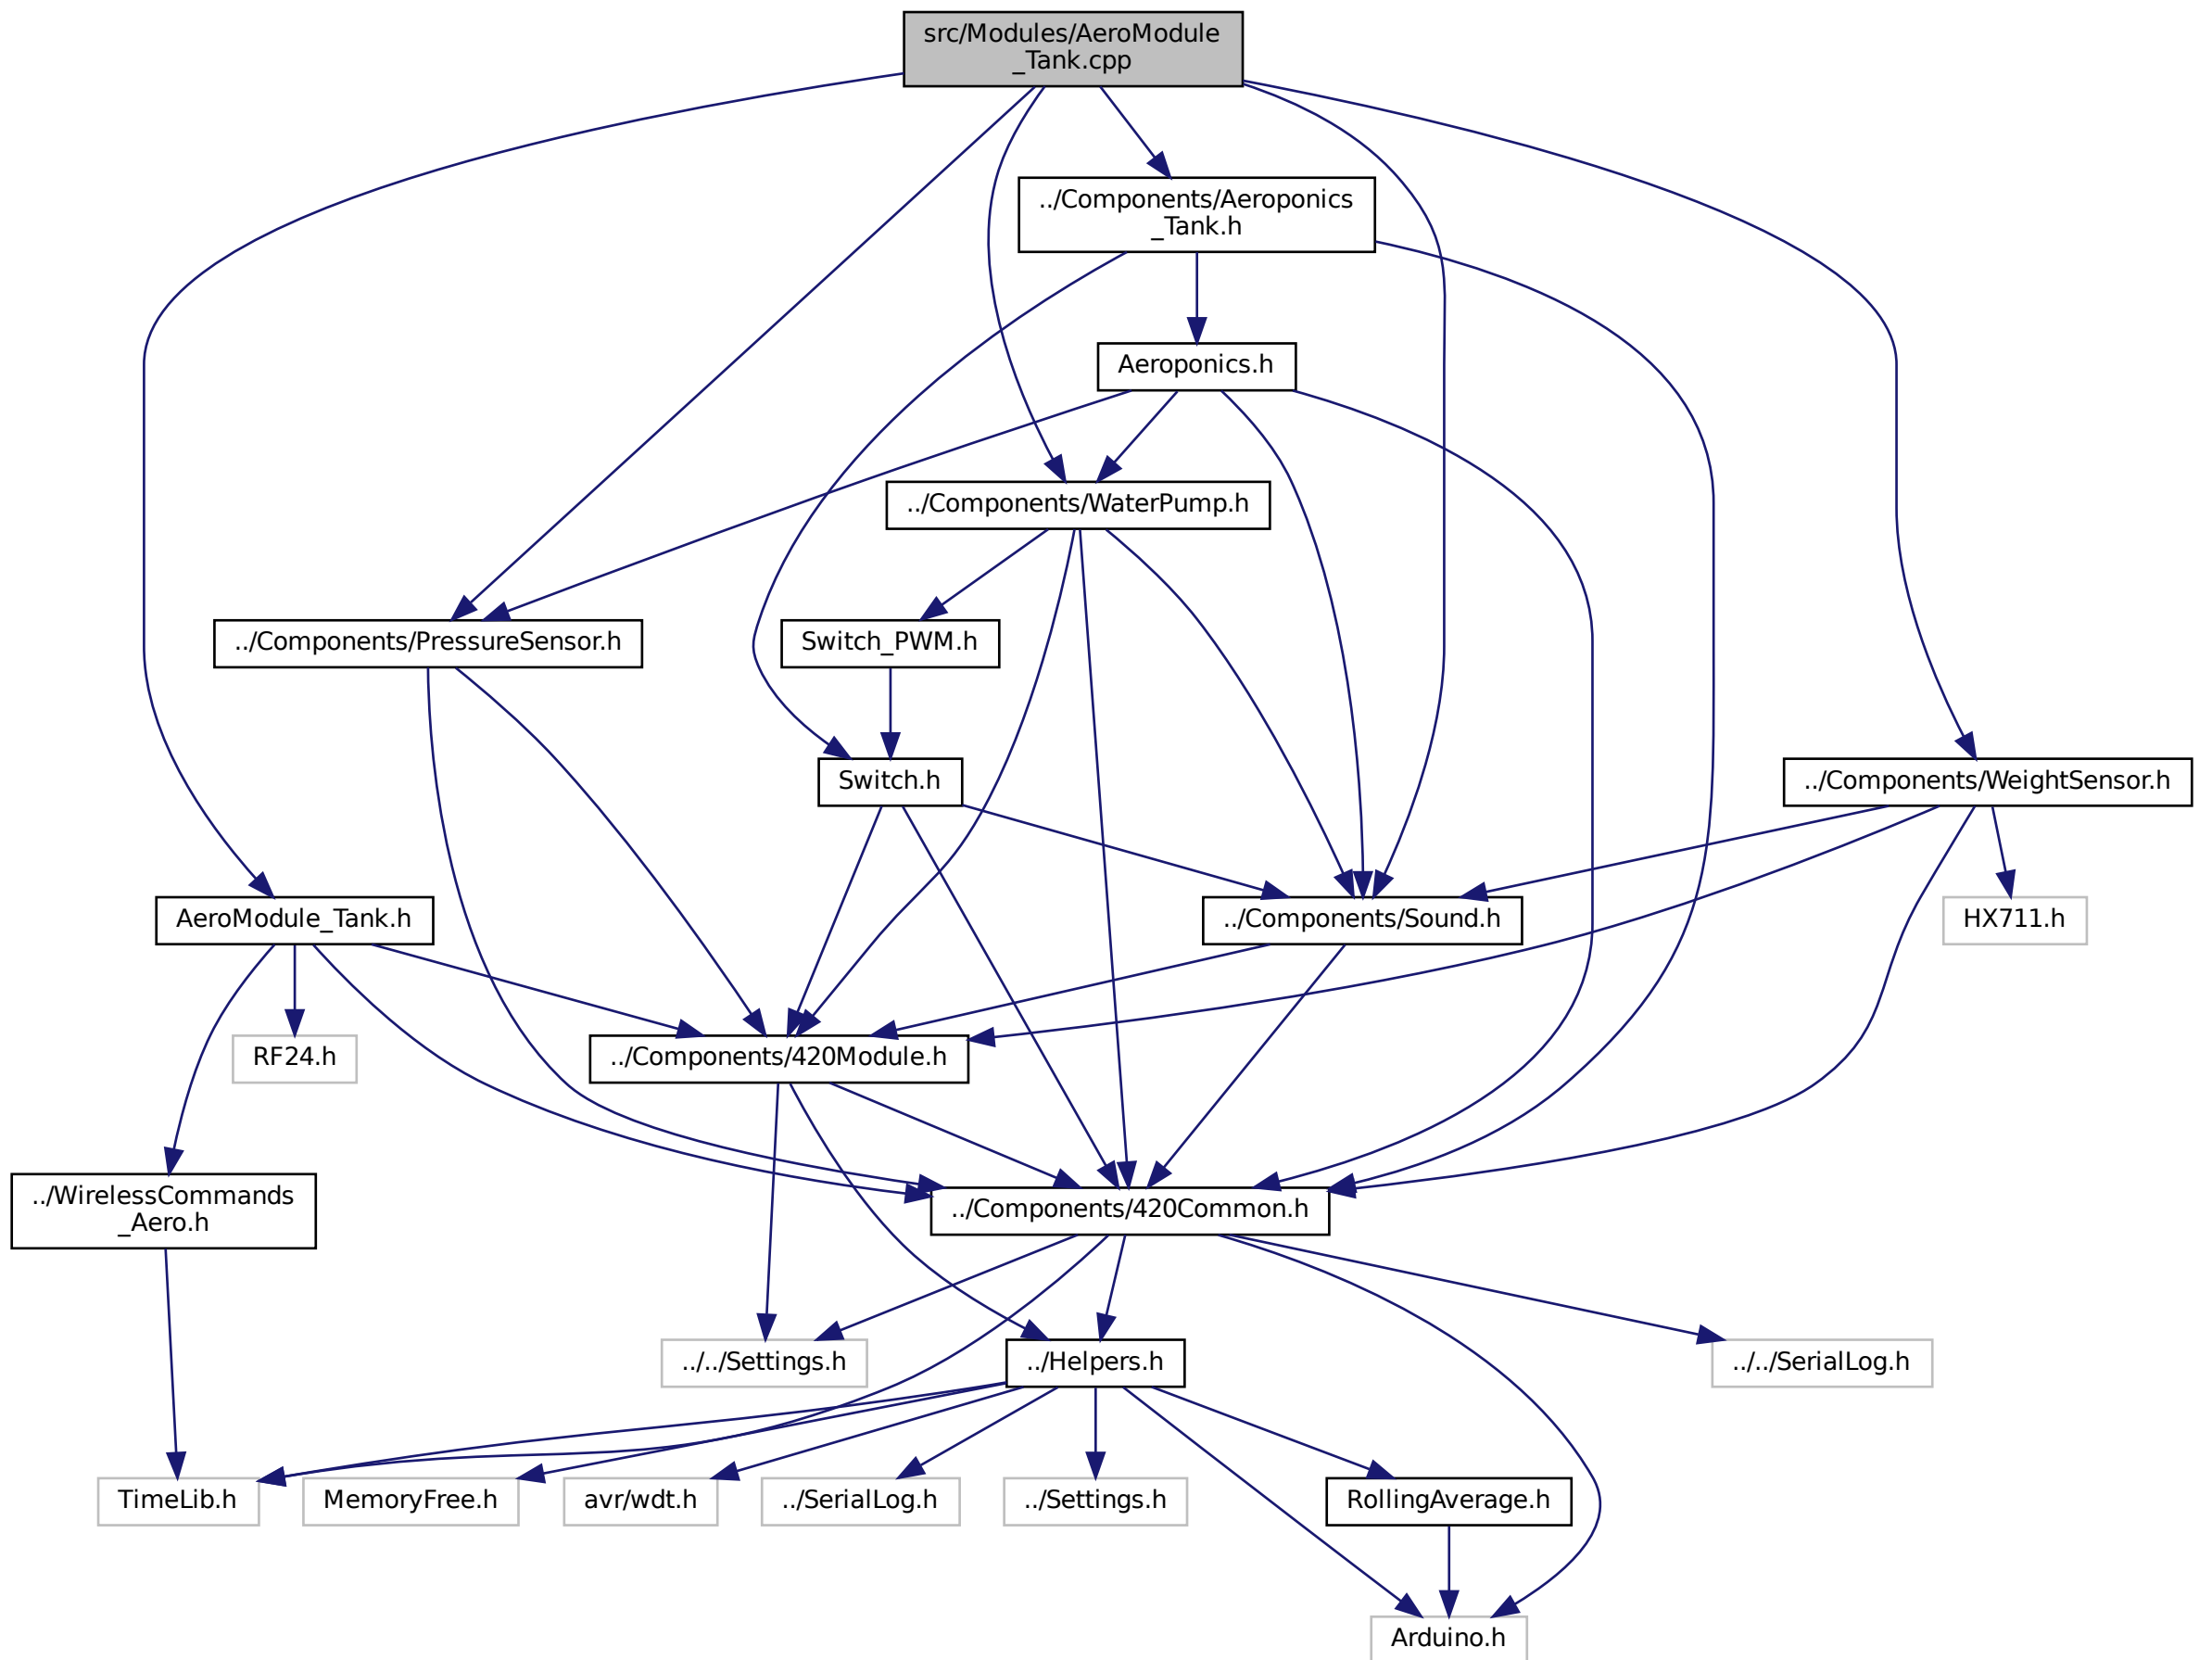 src/Modules/AeroModule
_Tank.cpp
../Components/Aeroponics
_Tank.h
Aeroponics.h
../Components/WaterPump.h
../Components/PressureSensor.h
Switch_PWM.h
Switch.h
../Components/WeightSensor.h
AeroModule_Tank.h
../Components/Sound.h
HX711.h
RF24.h
../Components/420Module.h
../WirelessCommands
_Aero.h
../Components/420Common.h
../../Settings.h
../Helpers.h
../../SerialLog.h
TimeLib.h
MemoryFree.h
avr/wdt.h
../SerialLog.h
../Settings.h
RollingAverage.h
Arduino.h